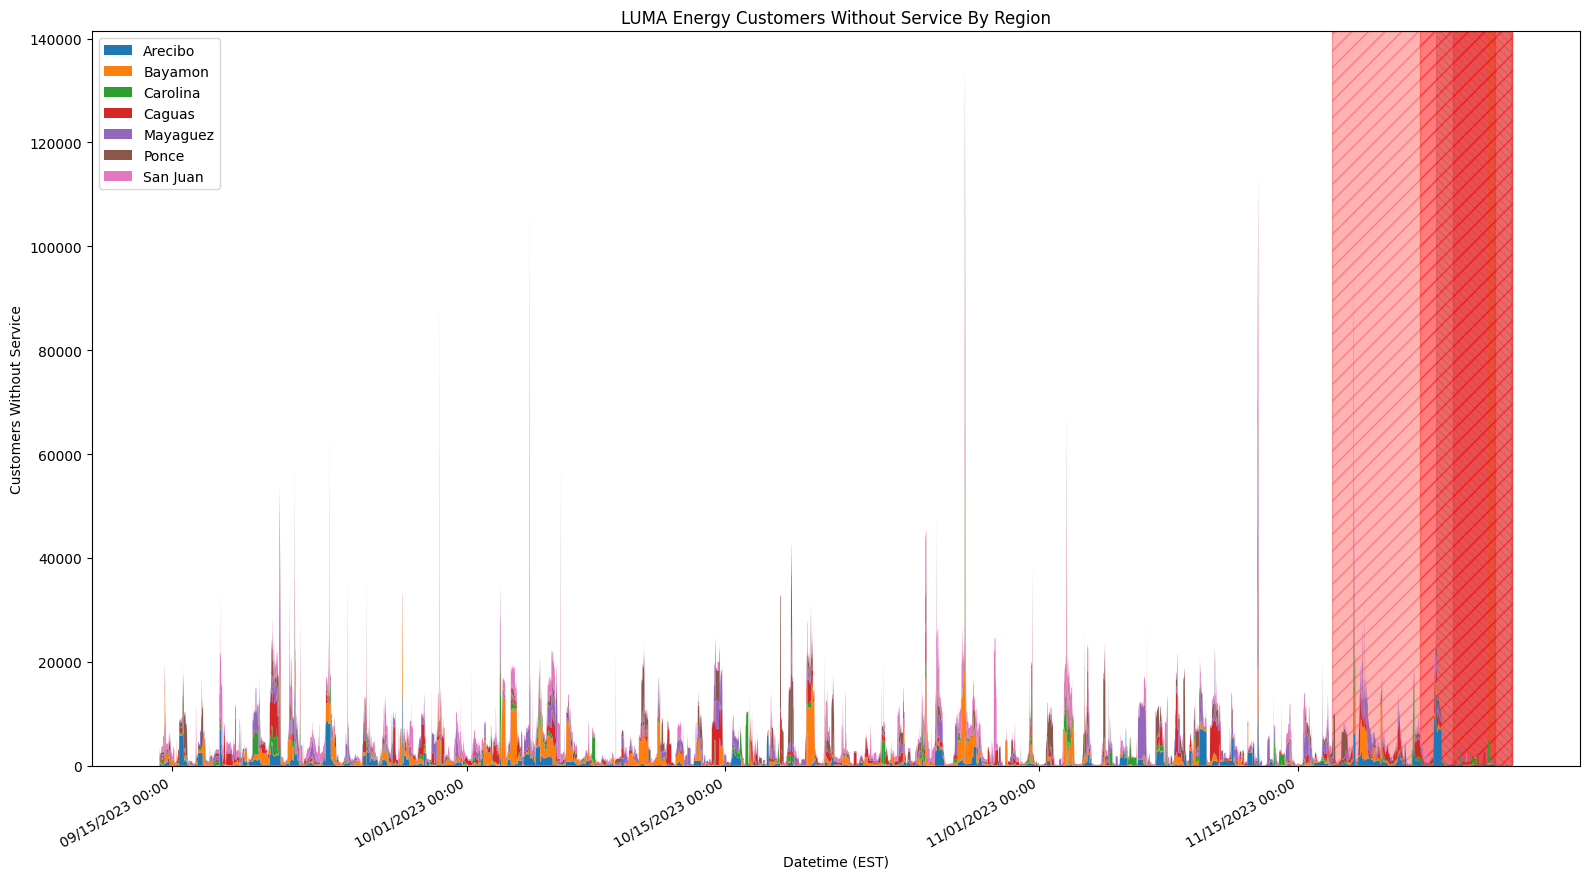 LUMA Energy Customers Without Service By Region
140000
120000
100000
80000
60000
40000
20000
0
Customers Without Service
Arecibo
Bayamon
Carolina
Caguas
Mayaguez
Ponce
San Juan
09/15/2023 00:00
10/01/2023 00:00
10/15/2023 00:00
11/01/2023 00:00
11/15/2023 00:00
Datetime (EST)